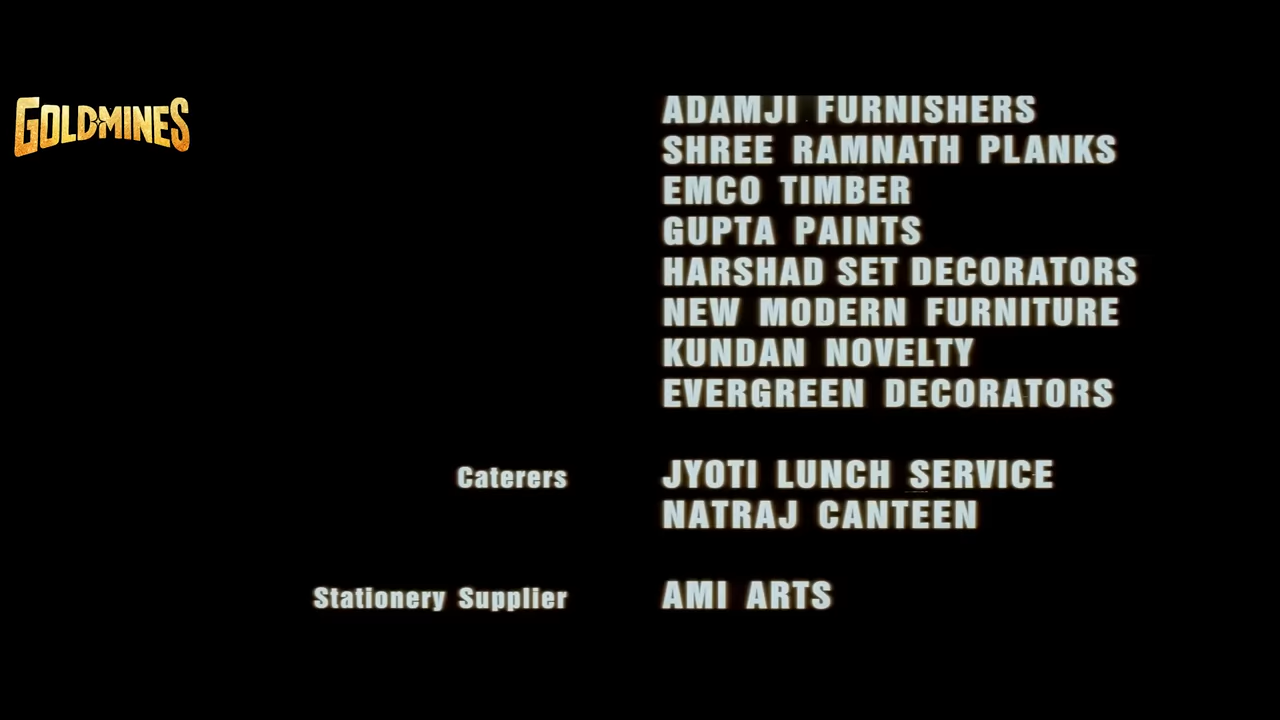 GOLDMINES
ADAMJI FURNISHERS
SHREE RAMNATH PLANKS
EMCO TIMBER
GUPTA PAINTS
HARSHAD SET DECORATORS
NEW MODERN FURNITURE
KUNDAN NOVELTY
EVERGREEN DECORATORS
Caterers JYOTI LUNCH SERVICE
NATRAJ CANTEEN
Stationery Supplier AMI ARTS